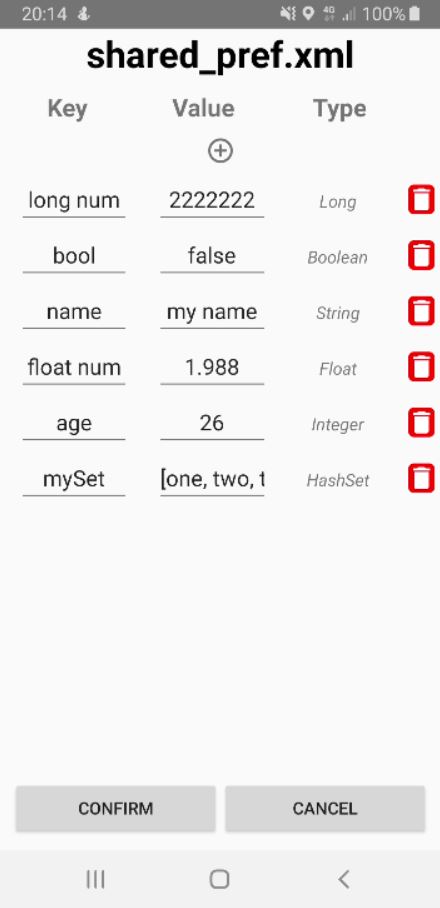 20:14 4G 100%
shared_pref.xml
Key Value Type
long num 2222222 Long
bool false Boolean
name my name String
float num 1.988 Float
age 26 Integer
mySet [one, two, t HashSet
CONFIRM CANCEL